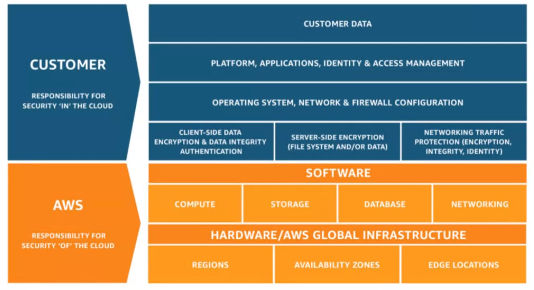 CUSTOMER
RESPONSIBILITY FOR
SECURITY 'IN' THE CLOUD
CUSTOMER DATA
PLATFORM, APPLICATIONS, IDENTITY & ACCESS MANAGEMENT
OPERATING SYSTEM, NETWORK & FIREWALL CONFIGURATION
CLIENT-SIDE DATA
ENCRYPTION & DATA INTEGRITY
AUTHENTICATION
SERVER-SIDE ENCRYPTION
(FILE SYSTEM AND/OR DATA)
NETWORKING TRAFFIC
PROTECTION (ENCRYPTION,
INTEGRITY, IDENTITY)
AWS
RESPONSIBILITY FOR
SECURITY 'OF' THE CLOUD
SOFTWARE
COMPUTE
STORAGE
DATABASE
NETWORKING
HARDWARE/AWS GLOBAL INFRASTRUCTURE
REGIONS
AVAILABILITY ZONES
EDGE LOCATIONS